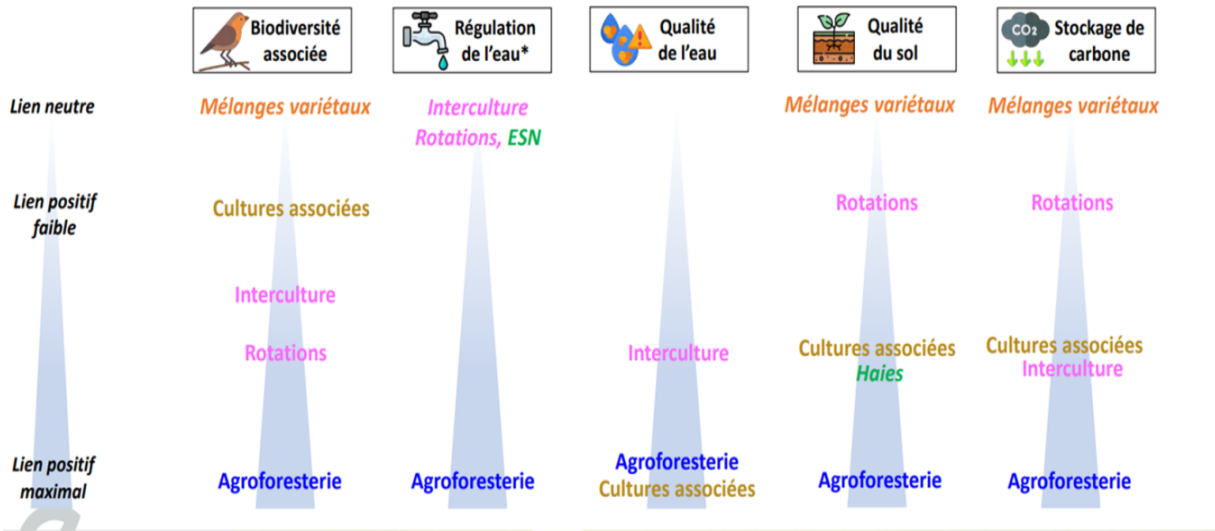 Biodiversité
associée
Régulation
de l'eau*
Qualité
de l'eau
Qualité
du sol
CO₂
Stockage de
carbone
Lien neutre
Mélanges variétaux
Interculture
Rotations, ESN
Mélanges variétaux
Mélanges variétaux
Lien positif
faible
Cultures associées
Rotations
Rotations
Interculture
Rotations
Interculture
Cultures associées
Haies
Cultures associées
Interculture
Lien positif
maximal
Agroforesterie
Agroforesterie
Agroforesterie
Cultures associées
Agroforesterie
Agroforesterie